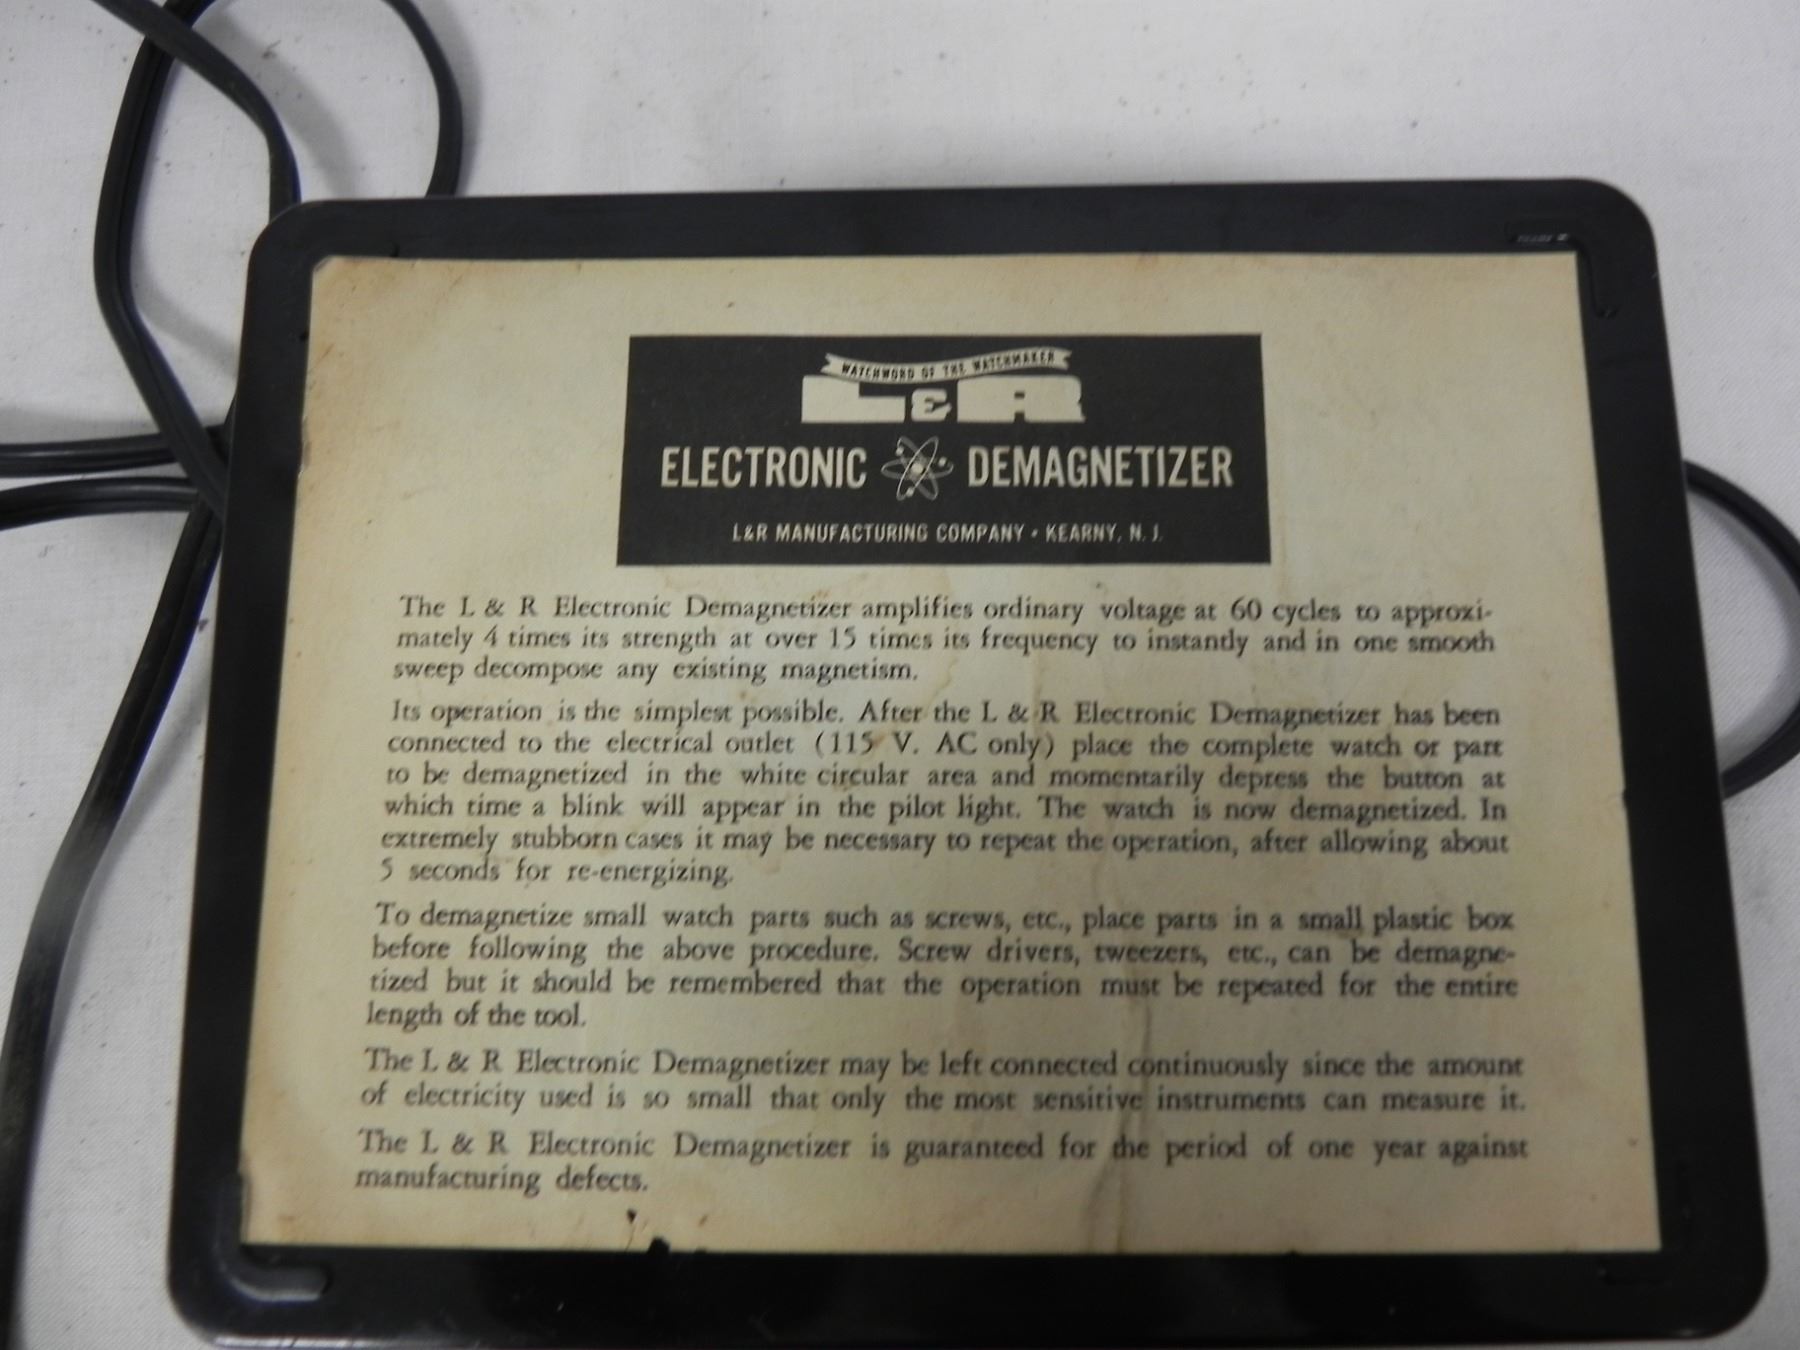 WATCHWORD OF THE WATCHMAKER
L&R
ELECTRONIC DEMAGNETIZER
L&R MANUFACTURING COMPANY • KEARNY, N. J.
The L & R Electronic Demagnetizer amplifies ordinary voltage at 60 cycles to approxi-
mately 4 times its strength at over 15 times its frequency to instantly and in one smooth
sweep decompose any existing magnetism.
Its operation is the simplest possible. After the L & R Electronic Demagnetizer has been
connected to the electrical outlet (115 V. AC only) place the complete watch or part
to be demagnetized in the white circular area and momentarily depress the button at
which time a blink will appear in the pilot light. The watch is now demagnetized. In
extremely stubborn cases it may be necessary to repeat the operation, after allowing about
5 seconds for re-energizing.
To demagnetize small watch parts such as screws, etc., place parts in a small plastic box
before following the above procedure. Screw drivers, tweezers, etc., can be demagne-
tized but it should be remembered that the operation must be repeated for the entire
length of the tool.
The L & R Electronic Demagnetizer may be left connected continuously since the amount
of electricity used is so small that only the most sensitive instruments can measure it.
The L & R Electronic Demagnetizer is guaranteed for the period of one year against
manufacturing defects.